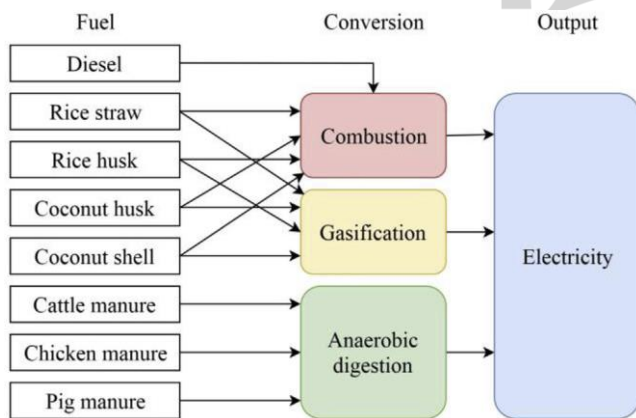 Fuel Conversion Output
Diesel
Rice straw
Rice husk
Coconut husk
Coconut shell
Cattle manure
Chicken manure
Pig manure
Combustion
Gasification
Anaerobic
digestion
Electricity